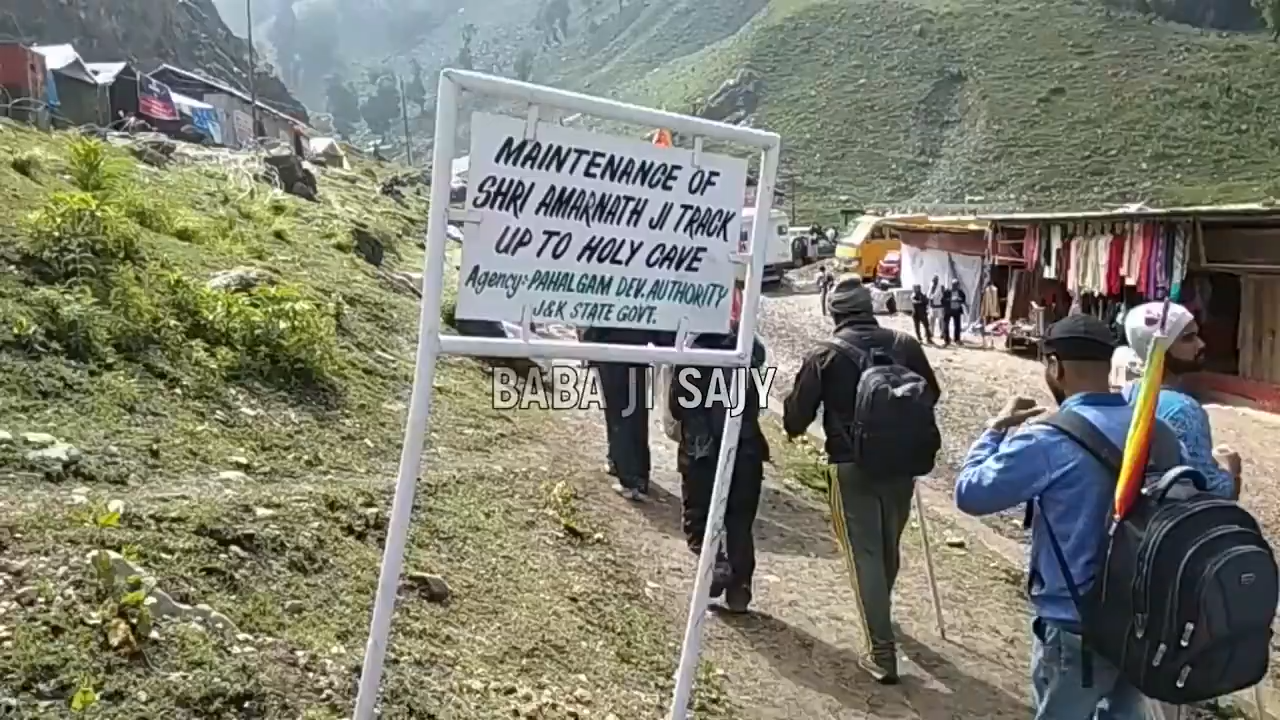 MAINTENANCE OF
SHRI AMARNATH JI TRACK
UP TO HOLY CAVE
Agency:- PAHALGAM DEV. AUTHORITY
J&K STATE GOVT.
BABA JI SAJY